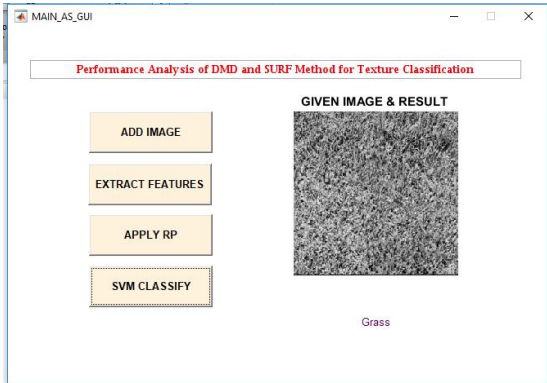 MAIN_AS_GUI
Performance Analysis of DMD and SURF Method for Texture Classification
GIVEN IMAGE & RESULT
ADD IMAGE
EXTRACT FEATURES
APPLY RP
SVM CLASSIFY
Grass